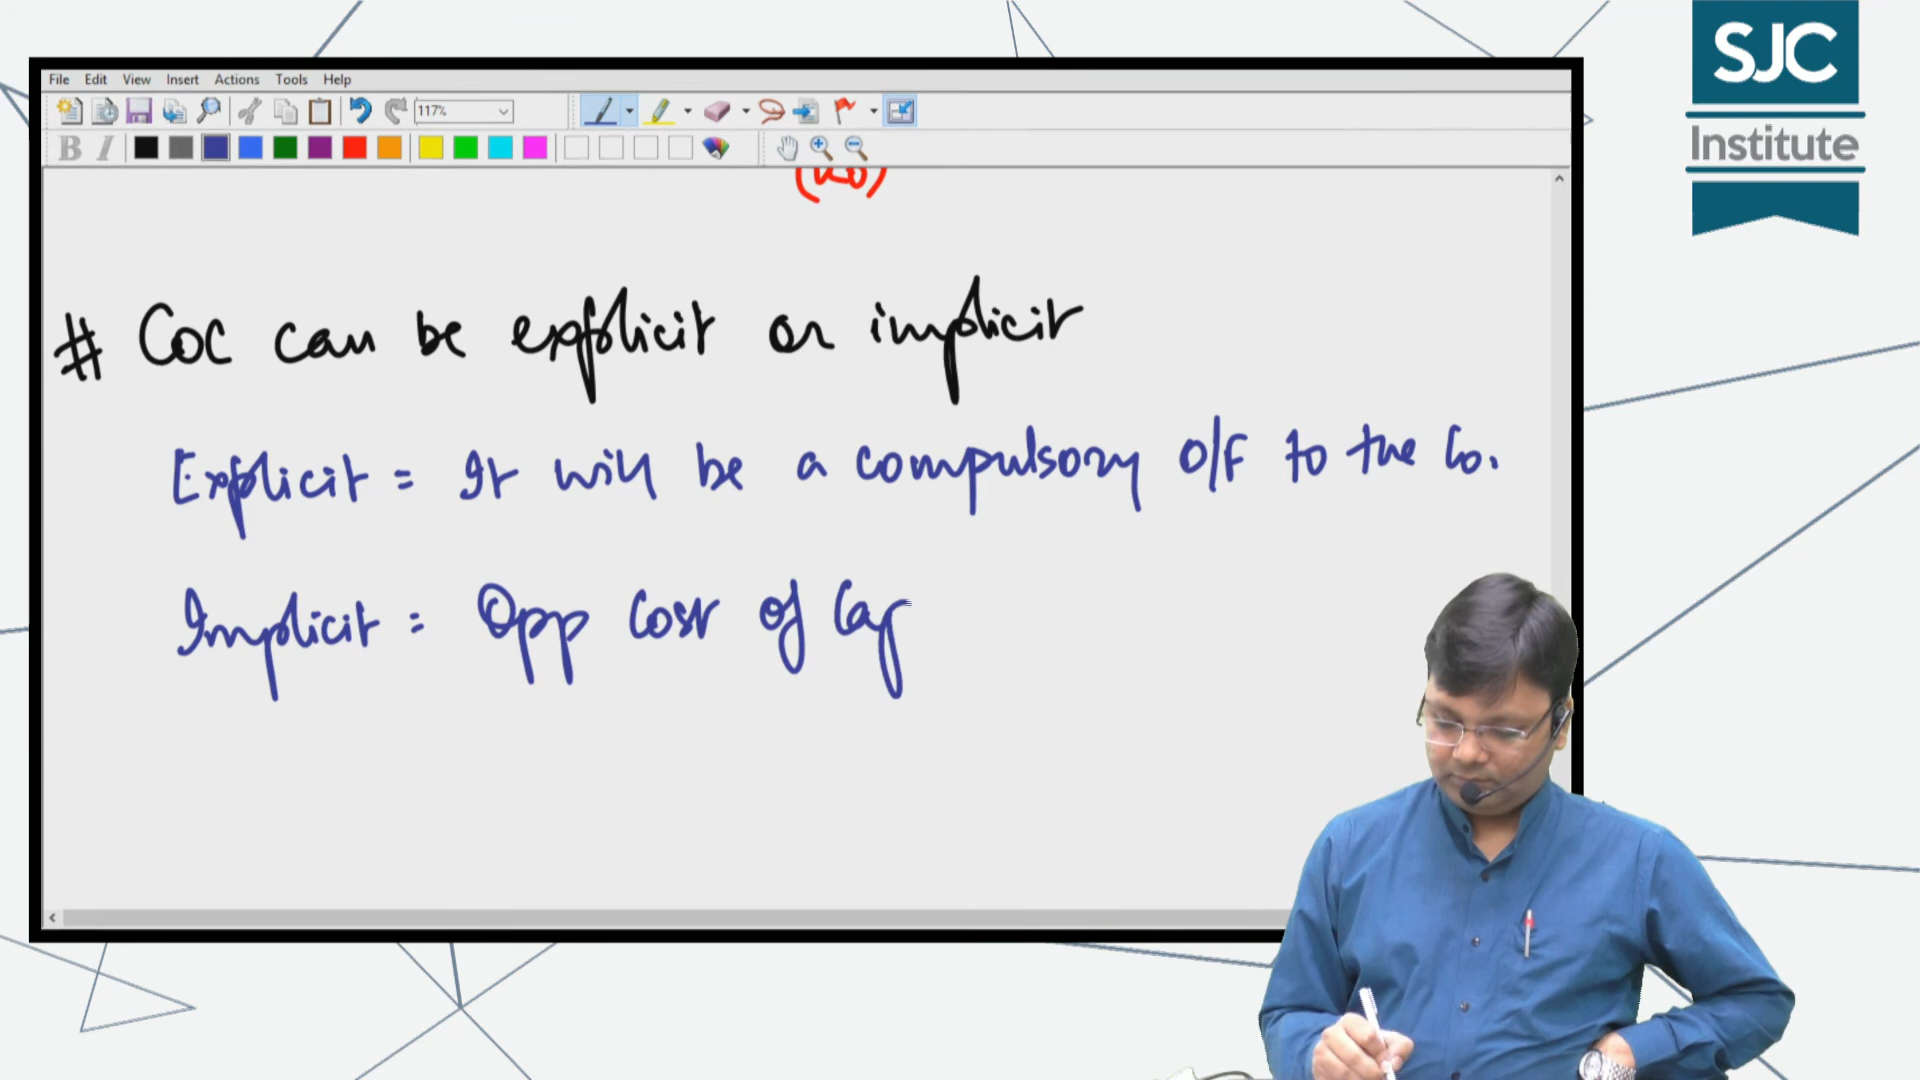 SJC
Institute
File Edit View Insert Actions Tools Help
117%
B I
(Ko)
# Coc can be explicit or implicit
Explicit = It will be a compulsory O/F to the Co.
Implicit = Opp Cost of Cap